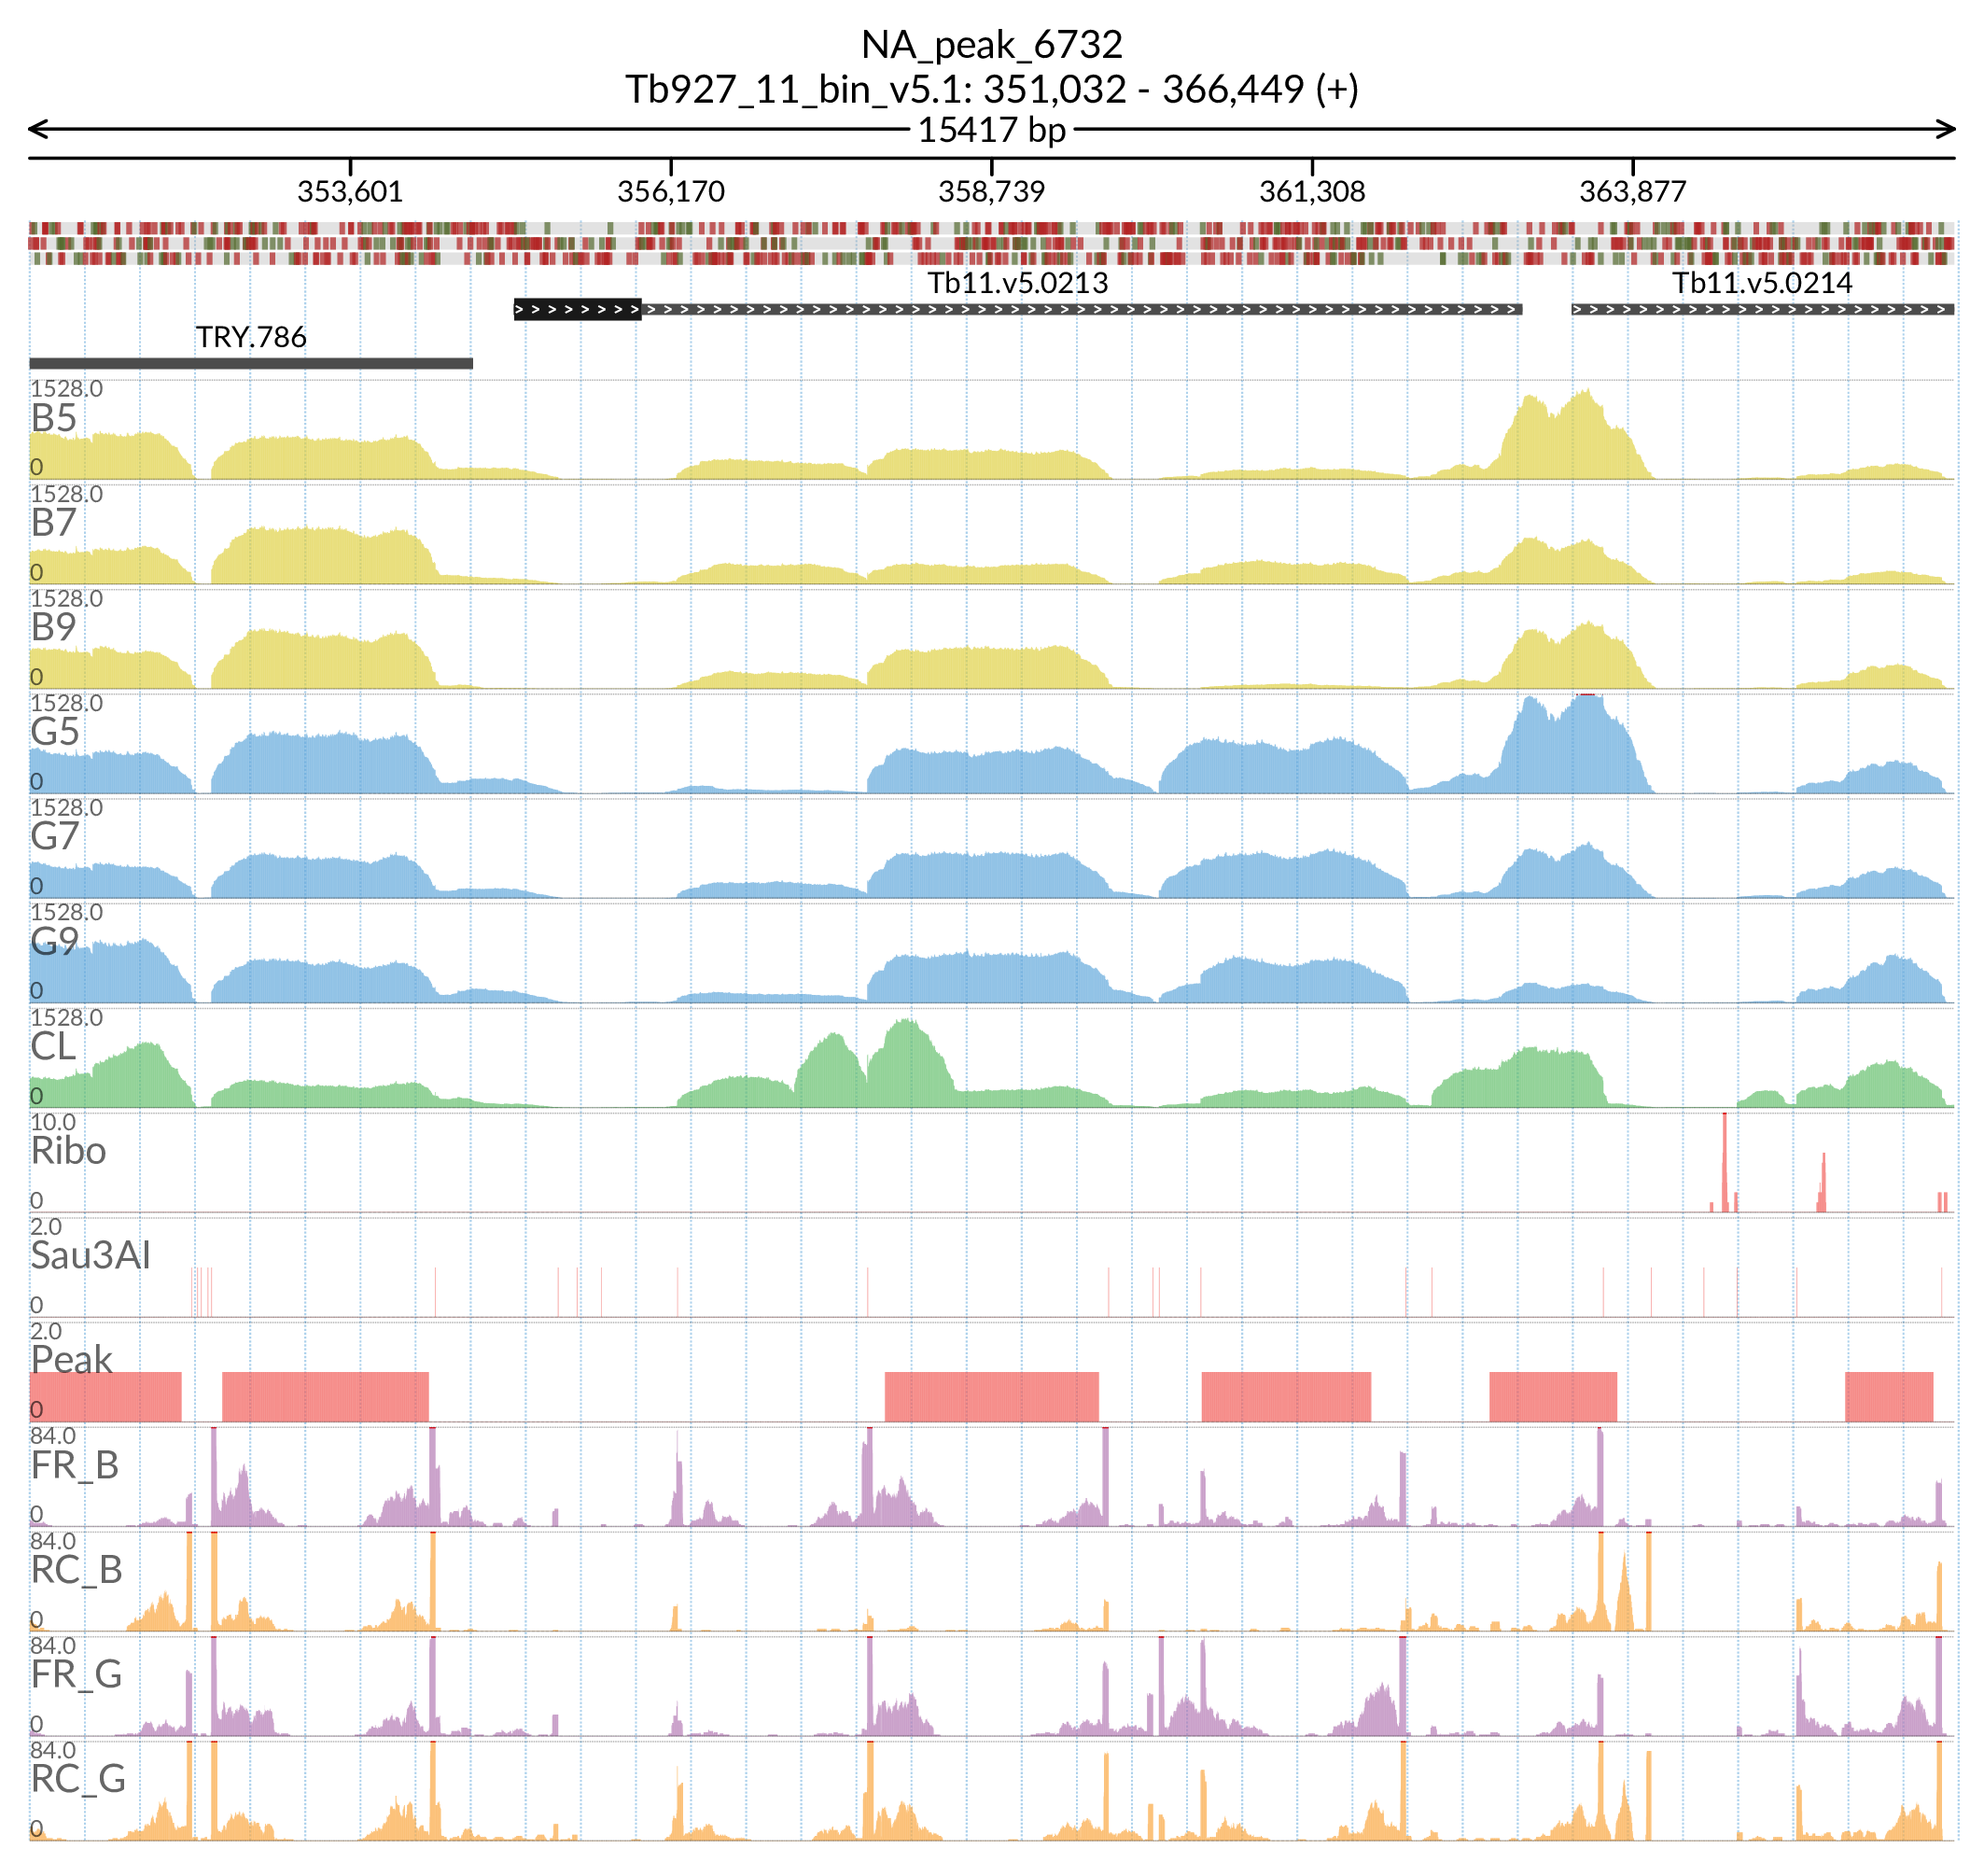 NA_peak_6732
Tb927_11_bin_v5.1: 351,032 - 366,449 (+)
15417 bp
353,601 356,170 358,739 361,308 363,877
Tb11.v5.0213 Tb11.v5.0214
TRY.786
1528.0
B5
0
1528.0
B7
0
1528.0
B9
0
1528.0
G5
0
1528.0
G7
0
1528.0
G9
0
1528.0
CL
0
10.0
Ribo
0
2.0
Sau3AI
0
2.0
Peak
0
84.0
FR_B
0
84.0
RC_B
0
84.0
FR_G
0
84.0
RC_G
0